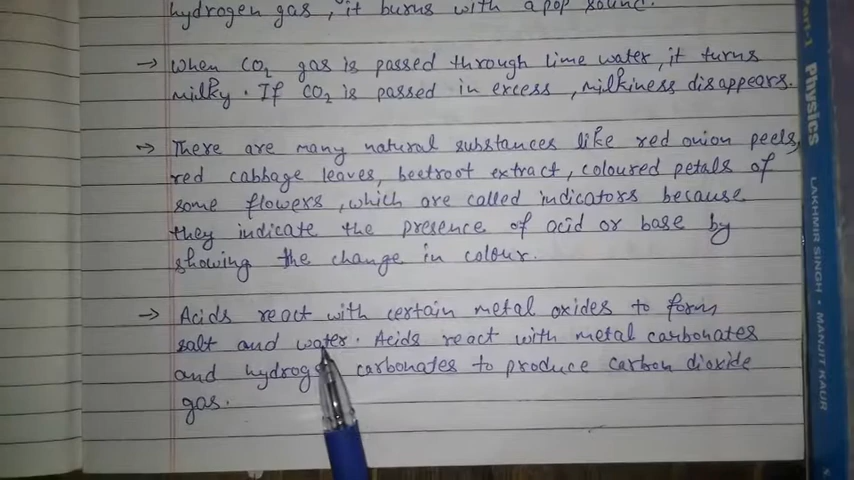 hydrogen gas, it burns with a pop sound.
→ When CO2 gas is passed through lime water, it turns
milky. If CO2 is passed in excess, milkiness disappears.
→ There are many natural substances like red onion peels,
red cabbage leaves, beetroot extract, coloured petals of
some flowers, which are called indicators because
they indicate the presence of acid or base by
showing the change in colour.
→ Acids react with certain metal oxides to form
salt and water. Acids react with metal carbonates
and hydrogen carbonates to produce carbon dioxide
gas.
Part-1
Physics
LAKHMIR SINGH • MANJIT KAUR